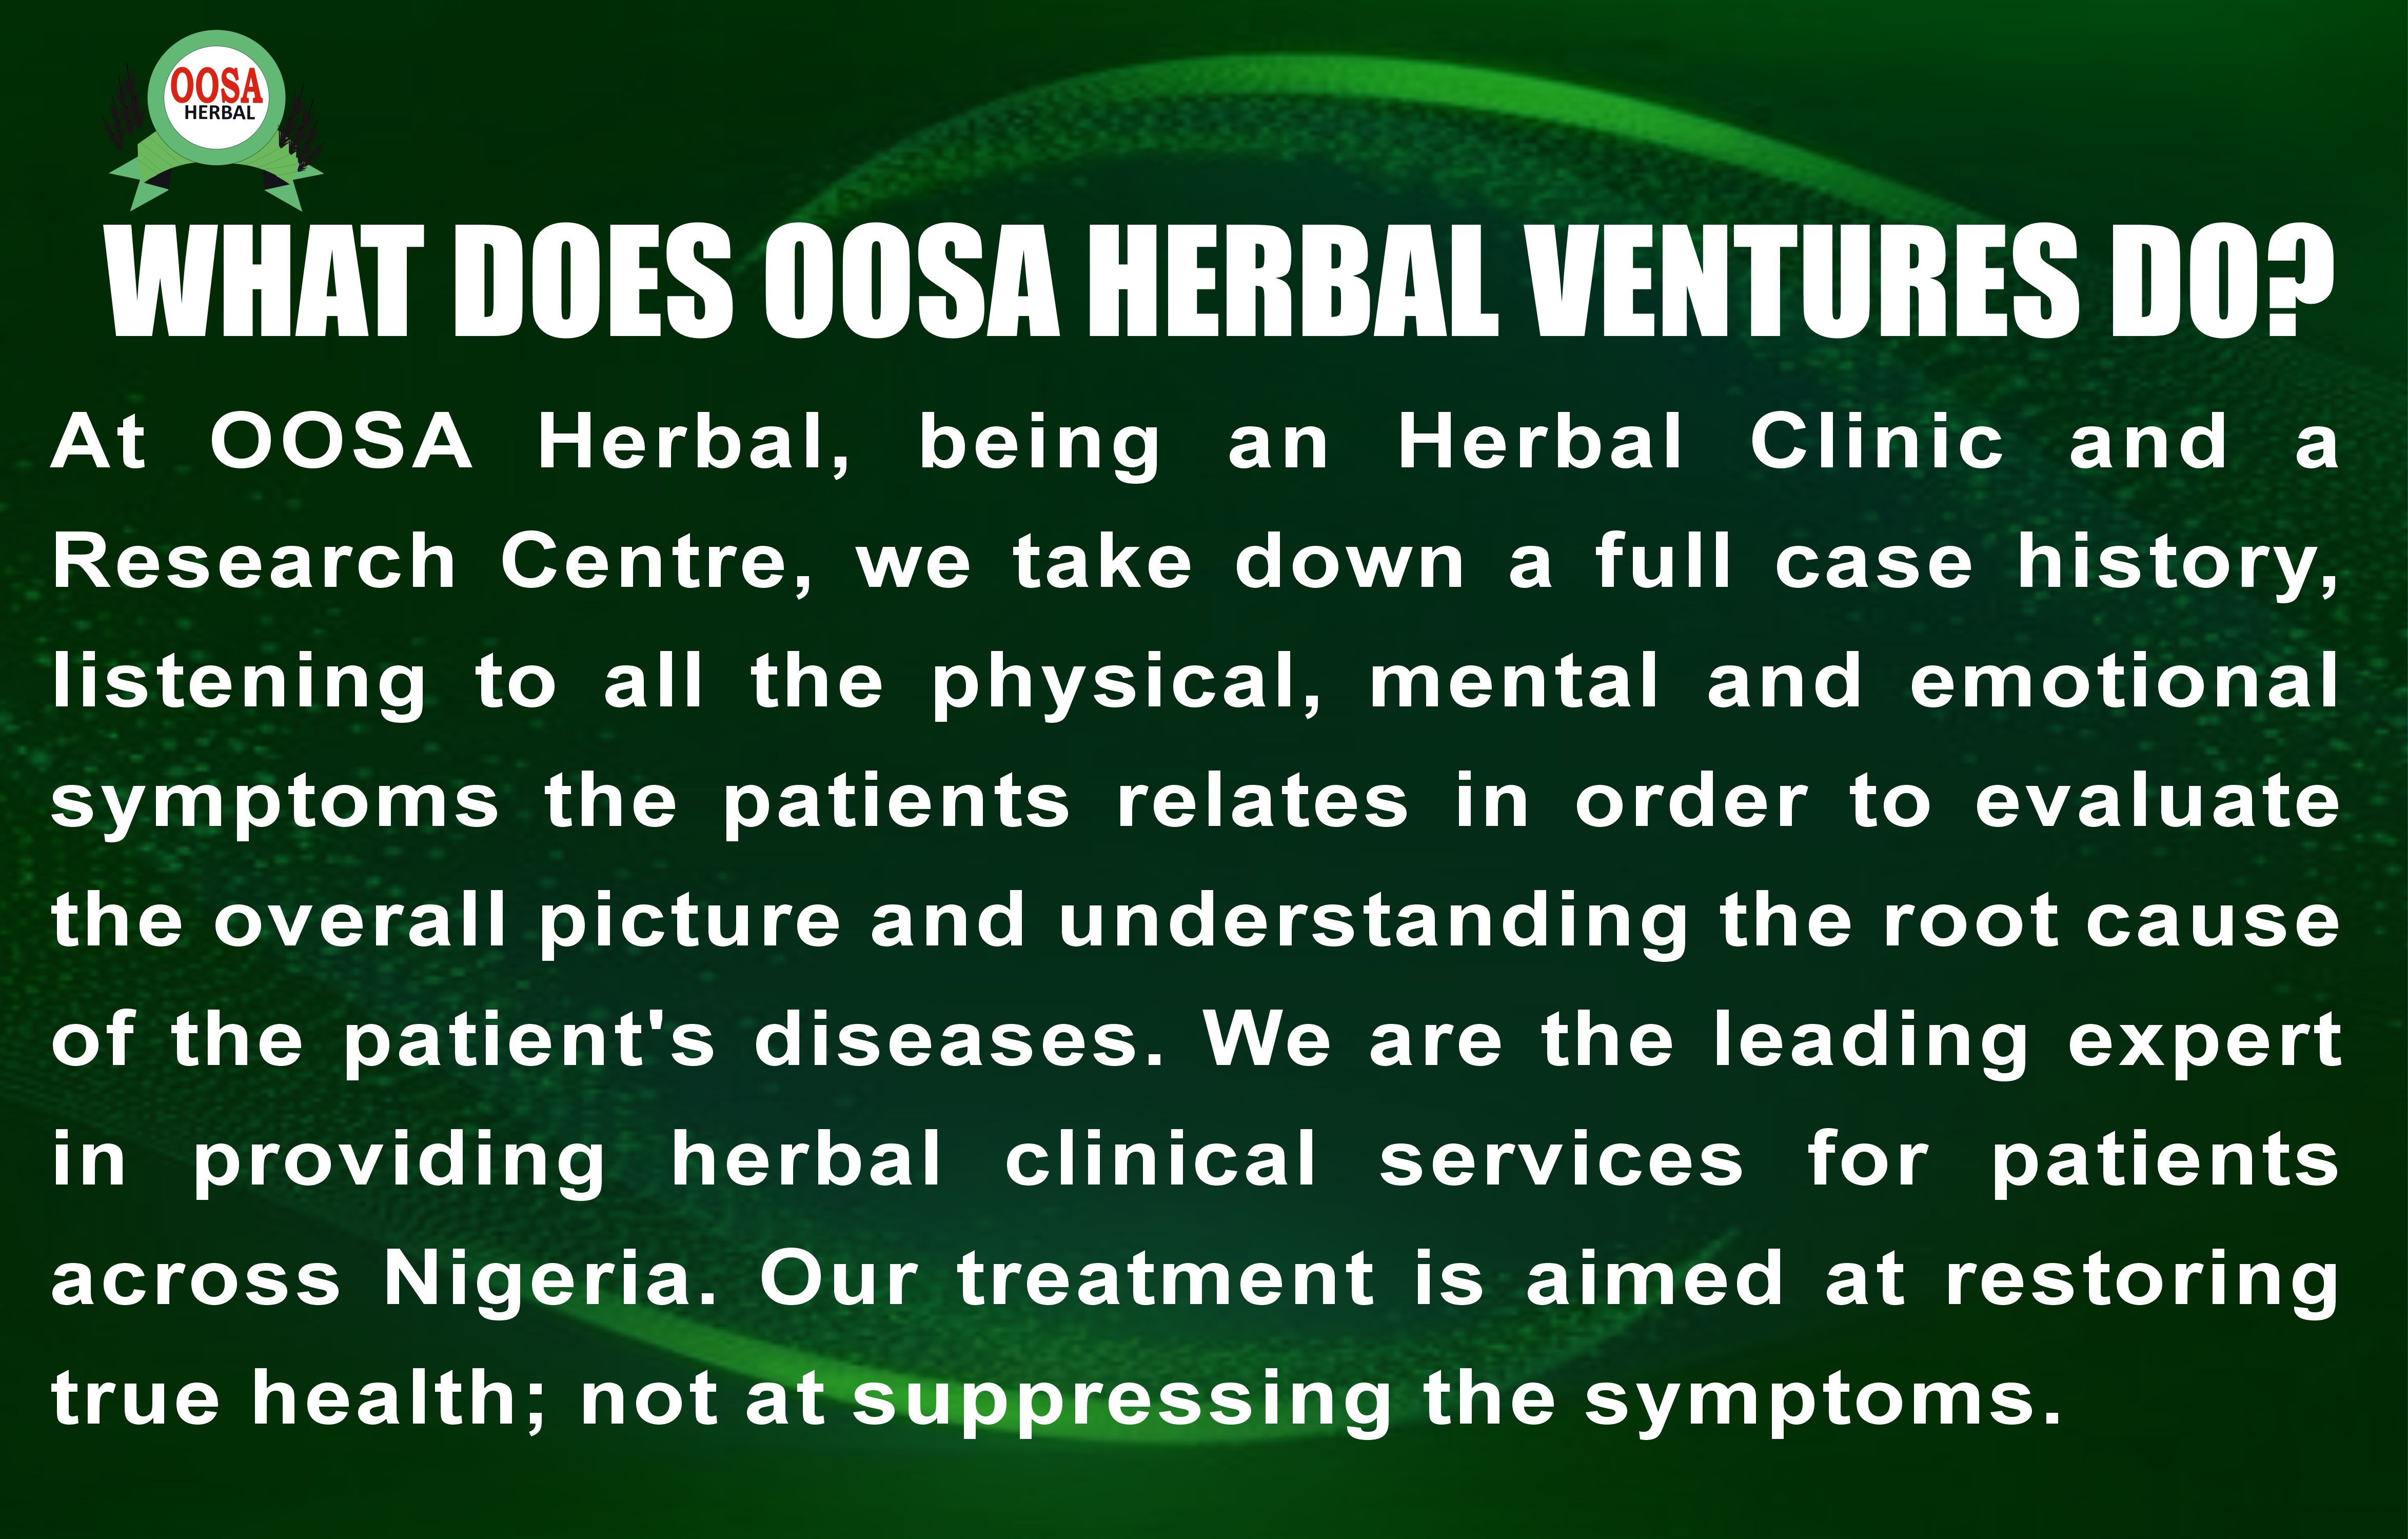 OOSA
HERBAL
WHAT DOES OOSA HERBAL VENTURES DO?
At OOSA Herbal, being an Herbal Clinic and a
Research Centre, we take down a full case history,
listening to all the physical, mental and emotional
symptoms the patients relates in order to evaluate
the overall picture and understanding the root cause
of the patient's diseases. We are the leading expert
in providing herbal clinical services for patients
across Nigeria. Our treatment is aimed at restoring
true health; not at suppressing the symptoms.